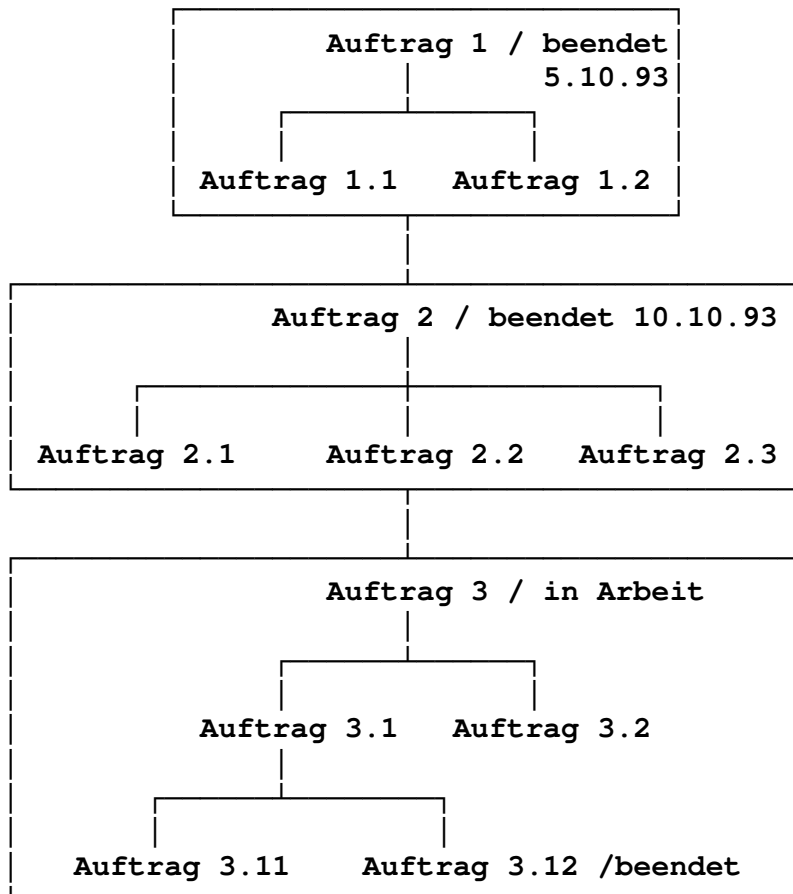 Auftrag 1 / beendet
5.10.93
Auftrag 1.1 Auftrag 1.2
Auftrag 2 / beendet 10.10.93
Auftrag 2.1 Auftrag 2.2 Auftrag 2.3
Auftrag 3 / in Arbeit
Auftrag 3.1 Auftrag 3.2
Auftrag 3.11 Auftrag 3.12 /beendet